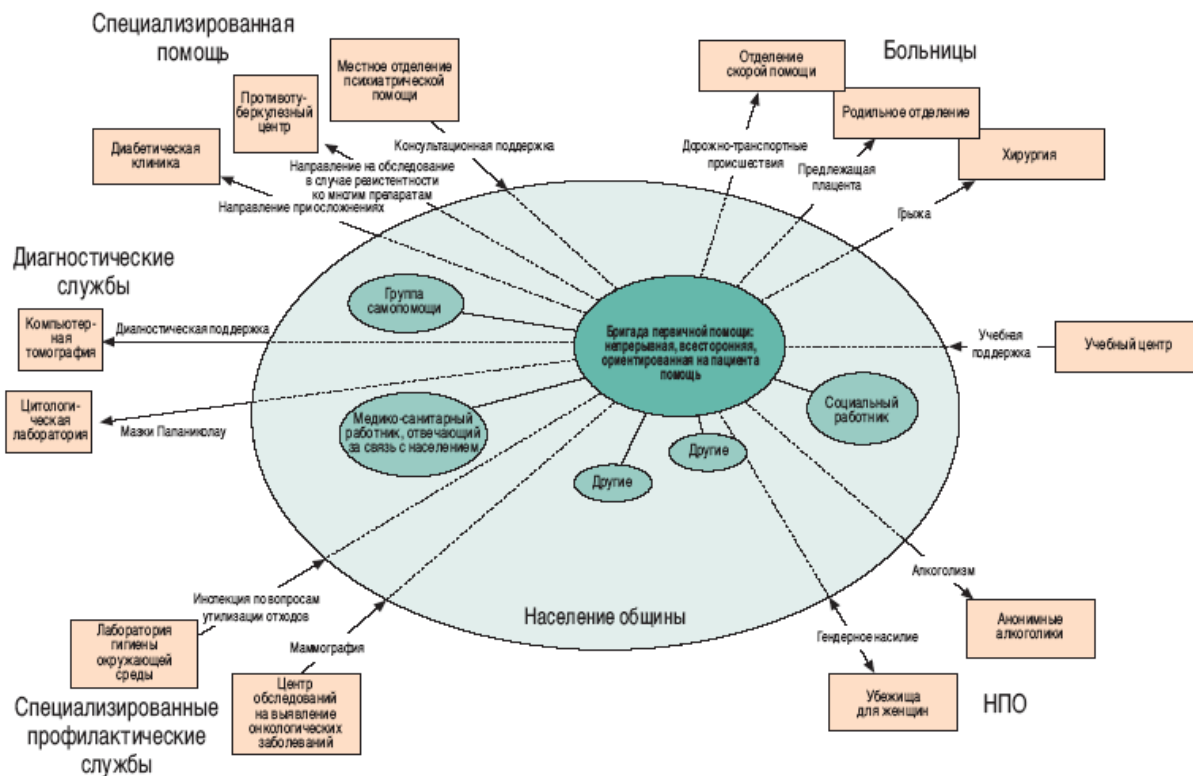 Специализированная
помощь
Местное отделение
психиатрической
помощи
Противоту-
беркулезный
центр
Диабетическая
клиника
Консультационная поддержка
Направление на обследование
в случае резистентности
ко многим препаратам
Направление при осложнениях
Отделение
скорой помощи
Больницы
Родильное отделение
Хирургия
Дорожно-транспортные
происшествия
Предлежащая
плацента
Грыжа
Диагностические
службы
Компьютер-
ная
томография
Диагностическая поддержка
Цитологи-
ческая
лаборатория
Мазки Папаниколау
Группа
самопомощи
Бригада первичной помощи:
непрерывная, всесторонняя,
ориентированная на пациента
помощь
Учебная
поддержка
Учебный центр
Медико-санитарный
работник, отвечающий
за связь с населением
Социальный
работник
Другие
Другие
Население общины
Инспекция по вопросам
утилизации отходов
Лаборатория
гигиены
окружающей
среды
Маммография
Центр
обследований
на выявление
онкологических
заболеваний
Специализированные
профилактические
службы
Алкоголизм
Анонимные
алкоголики
Гендерное насилие
Убежища
для женщин
НПО